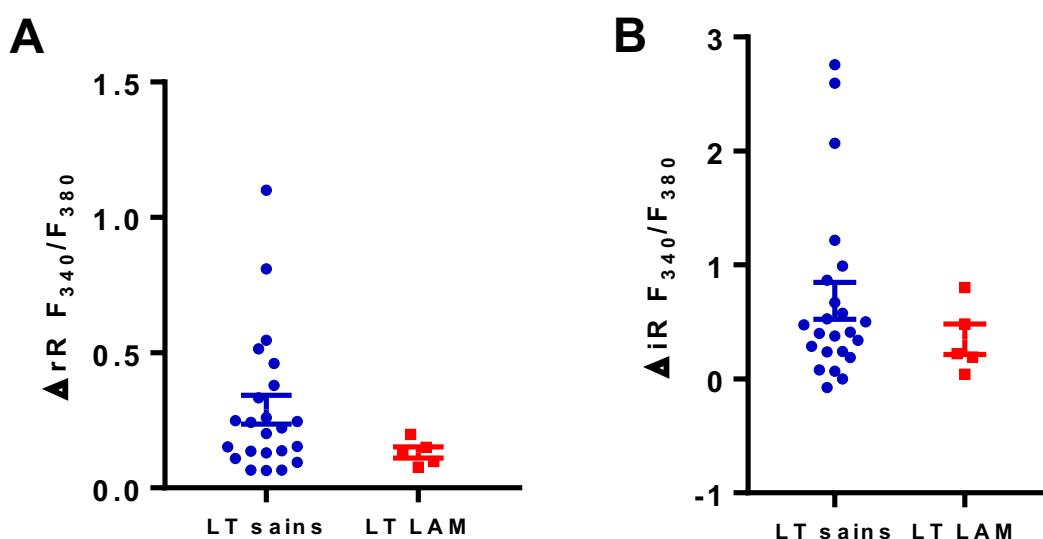 A
ΔrR F340/F380
1.5
1.0
0.5
0.0
LT sains LT LAM
B
ΔiR F340/F380
3
2
1
0
-1
LT sains LT LAM